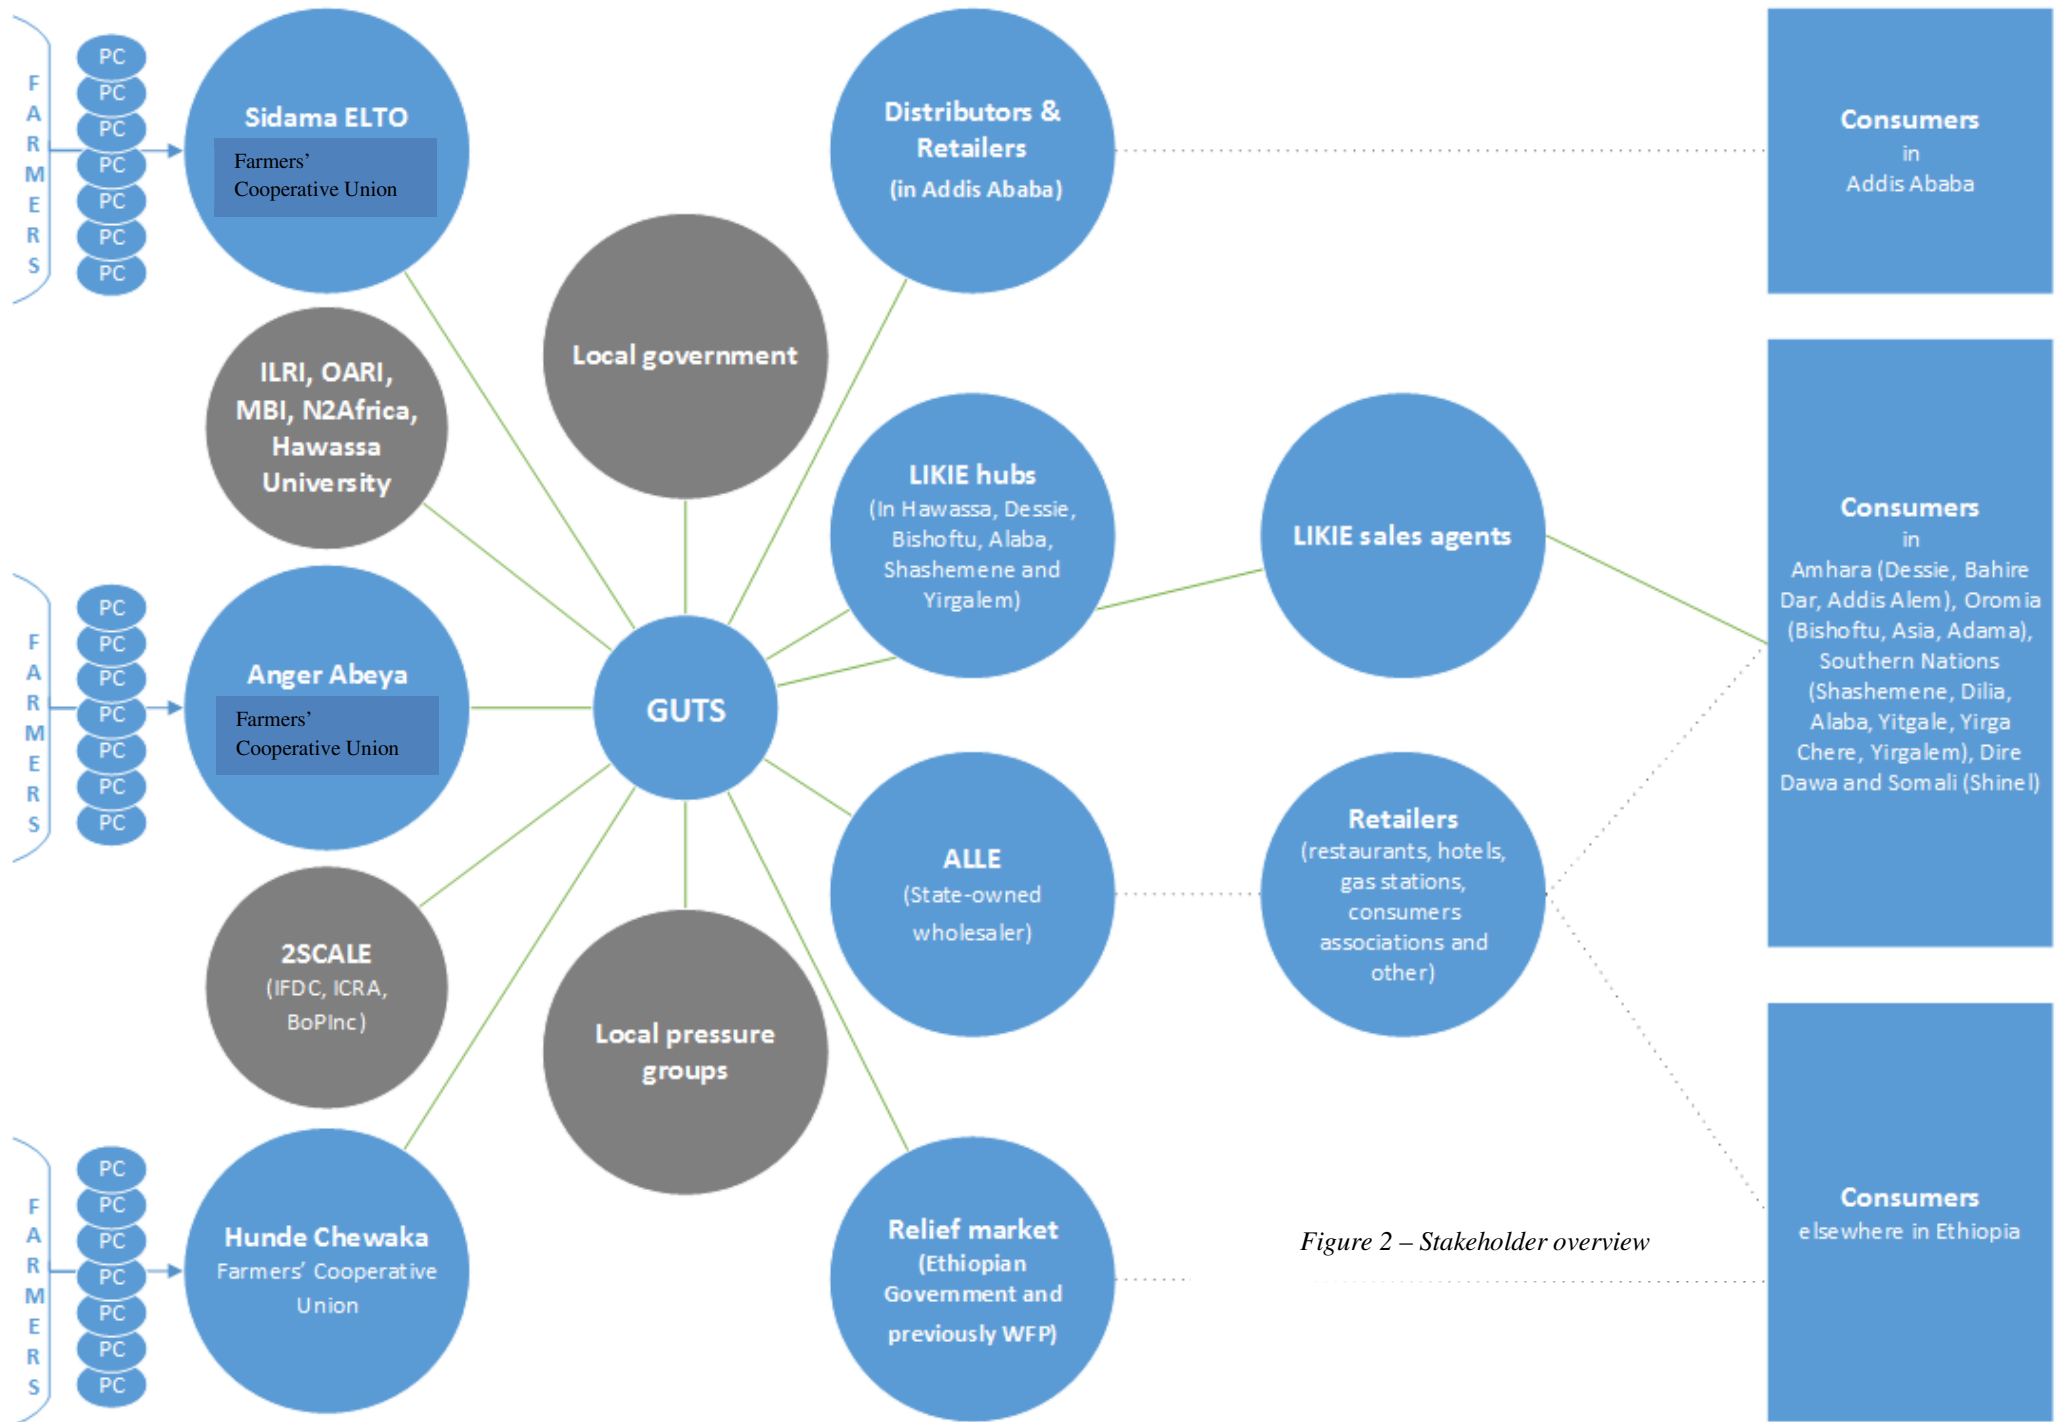 FARMERS
PC
PC
PC
PC
PC
PC
PC
Sidama ELTO
Farmers’
Cooperative Union
ILRI, OARI,
MBI, N2Africa,
Hawassa
University
FARMERS
PC
PC
PC
PC
PC
PC
PC
Anger Abeya
Farmers’
Cooperative Union
2SCALE
(IFDC, ICRA,
BoPInc)
FARMERS
PC
PC
PC
PC
PC
PC
PC
Hunde Chewaka
Farmers’ Cooperative
Union
Local government
GUTS
Local pressure
groups
Distributors &
Retailers
(in Addis Ababa)
LIKIE hubs
(In Hawassa, Dessie,
Bishoftu, Alaba,
Shashemene and
Yirgalem)
ALLE
(State-owned
wholesaler)
Relief market
(Ethiopian
Government and
previously WFP)
LIKIE sales agents
Retailers
(restaurants, hotels,
gas stations,
consumers
associations and
other)
Figure 2 – Stakeholder overview
Consumers
in
Addis Ababa
Consumers
in
Amhara (Dessie, Bahire
Dar, Addis Alem), Oromia
(Bishoftu, Asia, Adama),
Southern Nations
(Shashemene, Dilia,
Alaba, Yitgale, Yirga
Chere, Yirgalem), Dire
Dawa and Somali (Shinel)
Consumers
elsewhere in Ethiopia